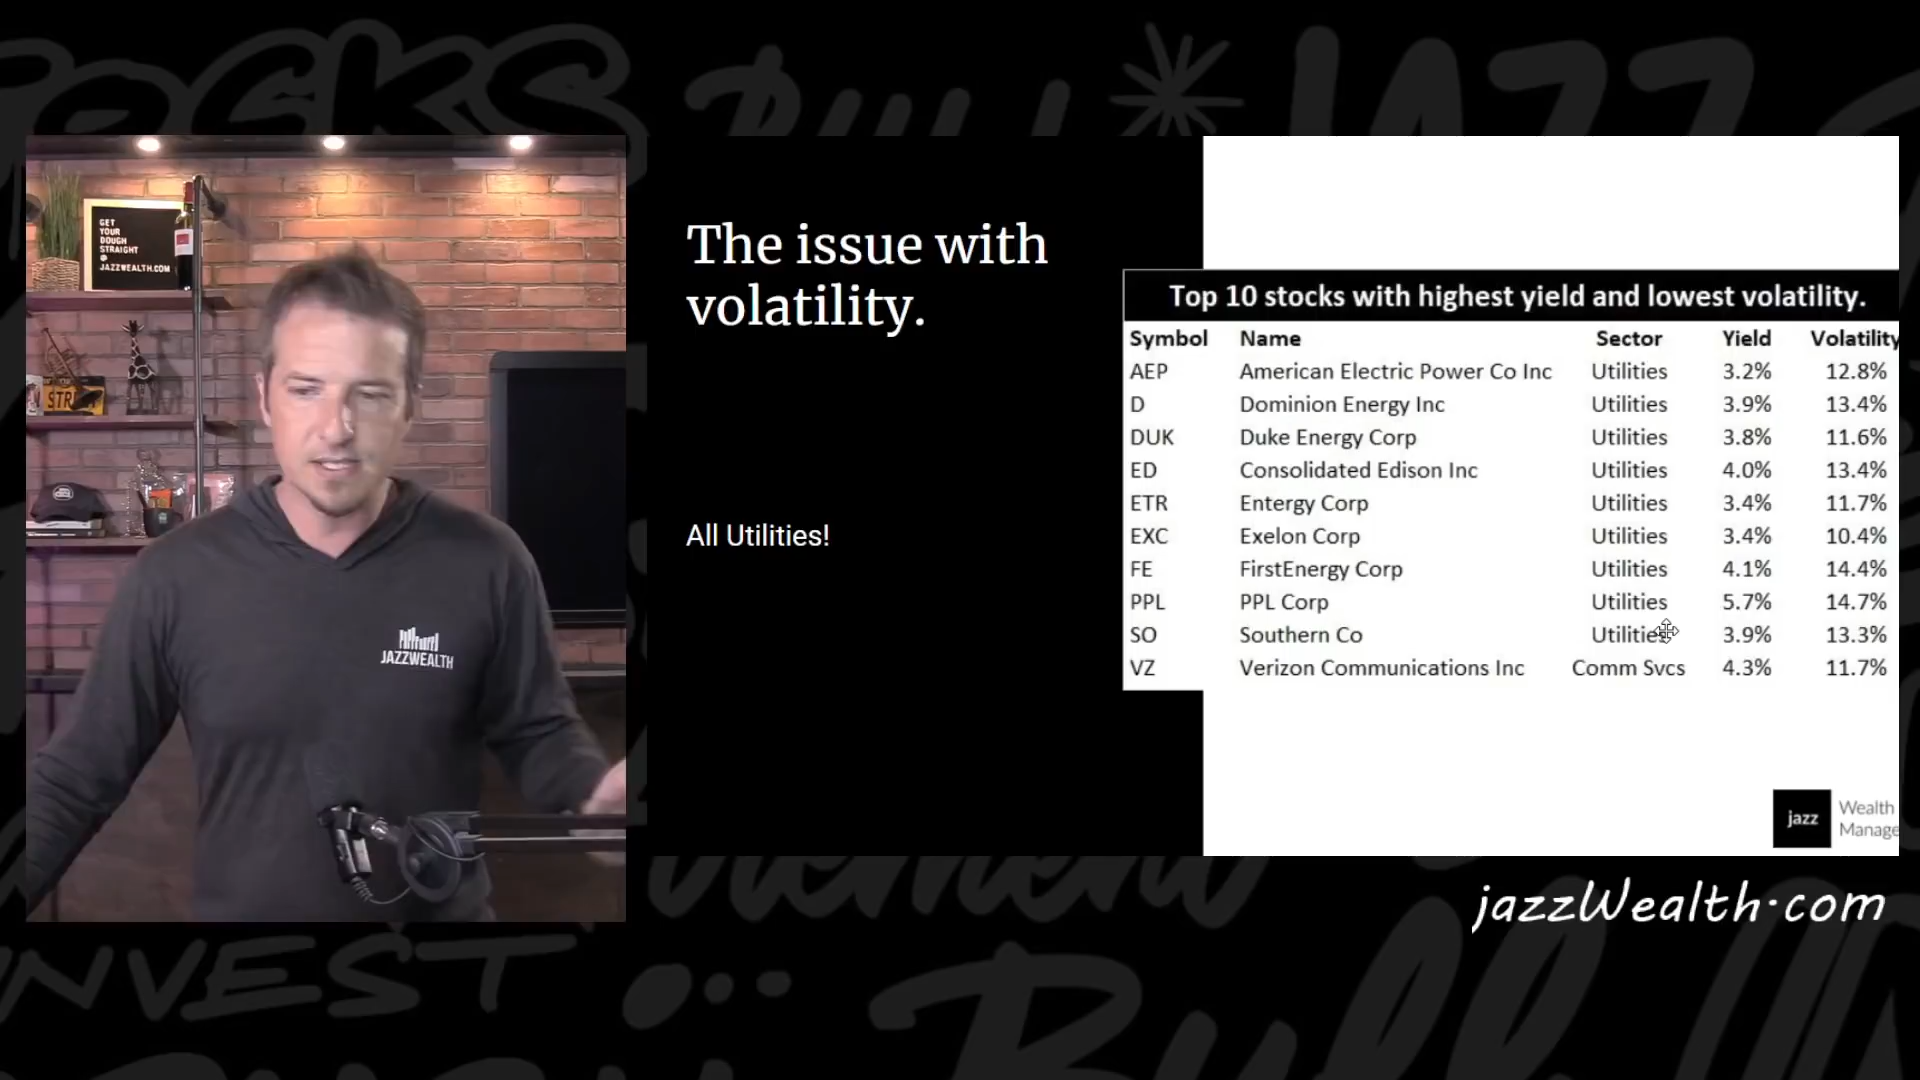 OCKS Bull JAZZ
GET
YOUR
DOUGH
STRAIGHT
@
JAZZWEALTH.COM
JAZZWEALTH
The issue with
volatility.
All Utilities!
Top 10 stocks with highest yield and lowest volatility.
Symbol Name Sector Yield Volatility
AEP American Electric Power Co Inc Utilities 3.2% 12.8%
D Dominion Energy Inc Utilities 3.9% 13.4%
DUK Duke Energy Corp Utilities 3.8% 11.6%
ED Consolidated Edison Inc Utilities 4.0% 13.4%
ETR Entergy Corp Utilities 3.4% 11.7%
EXC Exelon Corp Utilities 3.4% 10.4%
FE FirstEnergy Corp Utilities 4.1% 14.4%
PPL PPL Corp Utilities 5.7% 14.7%
SO Southern Co Utilities 3.9% 13.3%
VZ Verizon Communications Inc Comm Svcs 4.3% 11.7%
jazz
Wealth
Manage
jazzWealth.com
INVEST
Bull